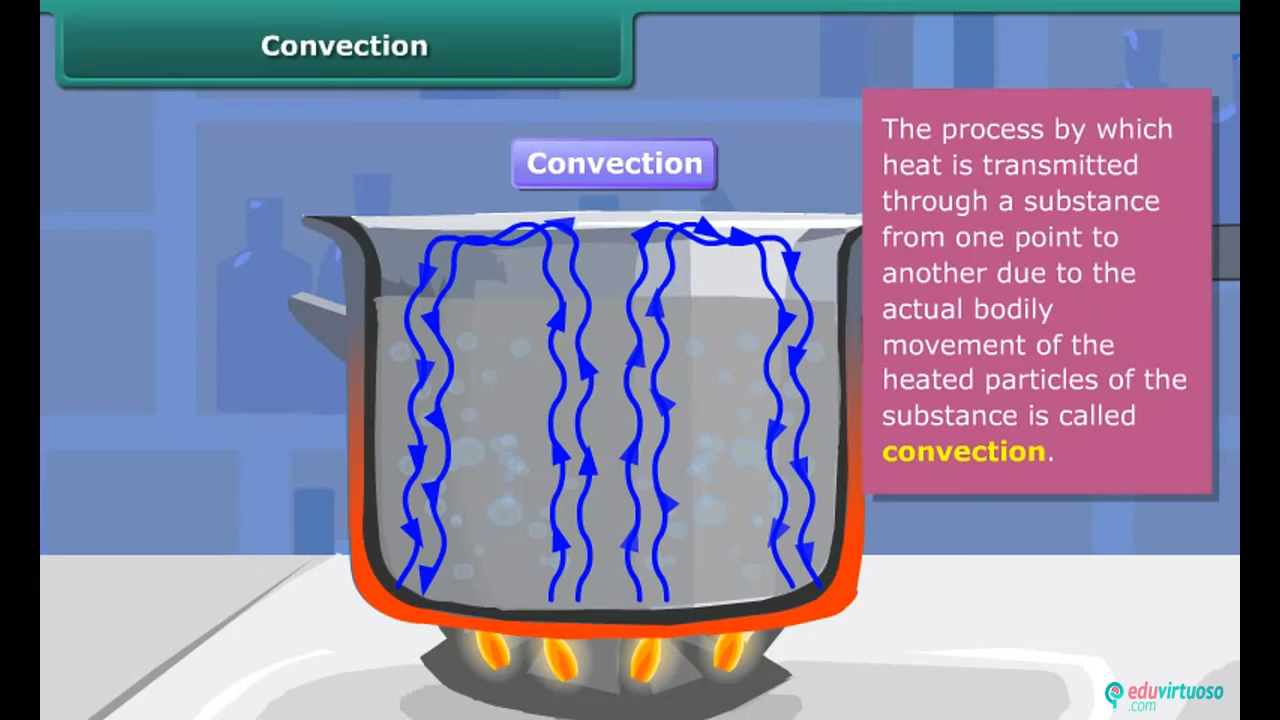 Convection
Convection
The process by which
heat is transmitted
through a substance
from one point to
another due to the
actual bodily
movement of the
heated particles of the
substance is called
convection.
eduvirtuoso
.com